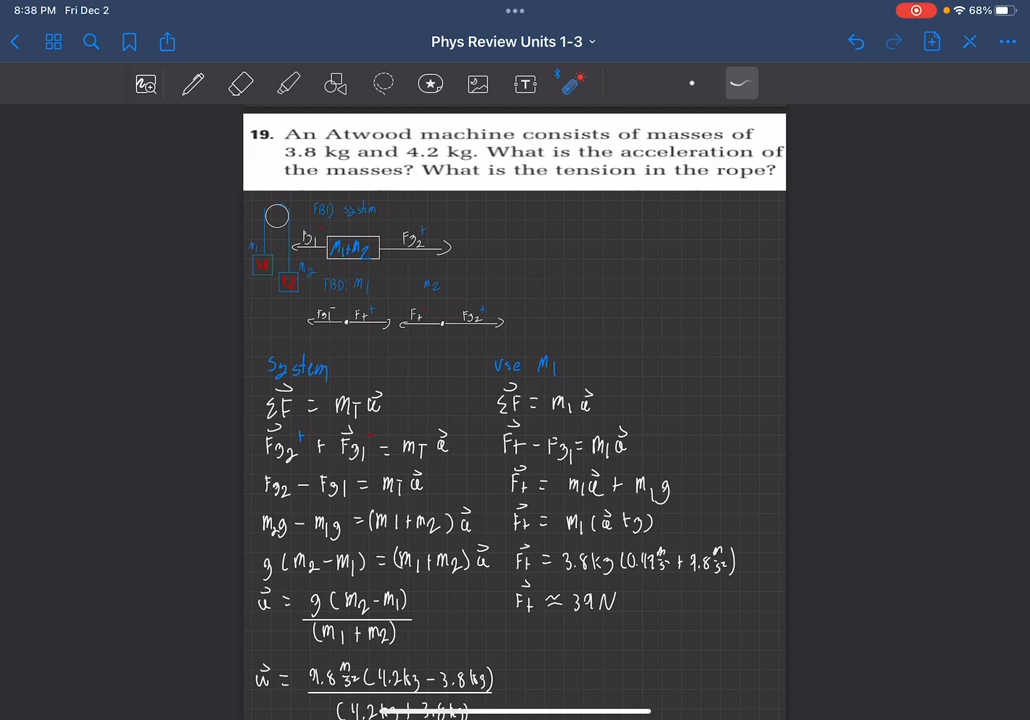 8:38 PM Fri Dec 2
68%
Phys Review Units 1-3
T
19. An Atwood machine consists of masses of
3.8 kg and 4.2 kg. What is the acceleration of
the masses? What is the tension in the rope?
FBD: system
m1
m2
Fg1 M1+M2 Fg2+
FBD: M1 m2
Fg1- Ft+ Ft Fg2+
System
ΣF = mT a
Fg2+ + Fg1 = mT a
Fg2 - Fg1 = mT a
m2g - m1g = (m1+m2) a
g(m2-m1) = (m1+m2) a
a = g(m2-m1)
(m1+m2)
a = 9.8 m/s² (4.2kg - 3.8kg)
(4.2kg + 3.8kg)
use M1
ΣF = m1 a
Ft - Fg1 = m1 a
Ft = m1a + m1g
Ft = m1(a+g)
Ft = 3.8kg(0.49 m/s² + 9.8 m/s²)
Ft ≈ 39N